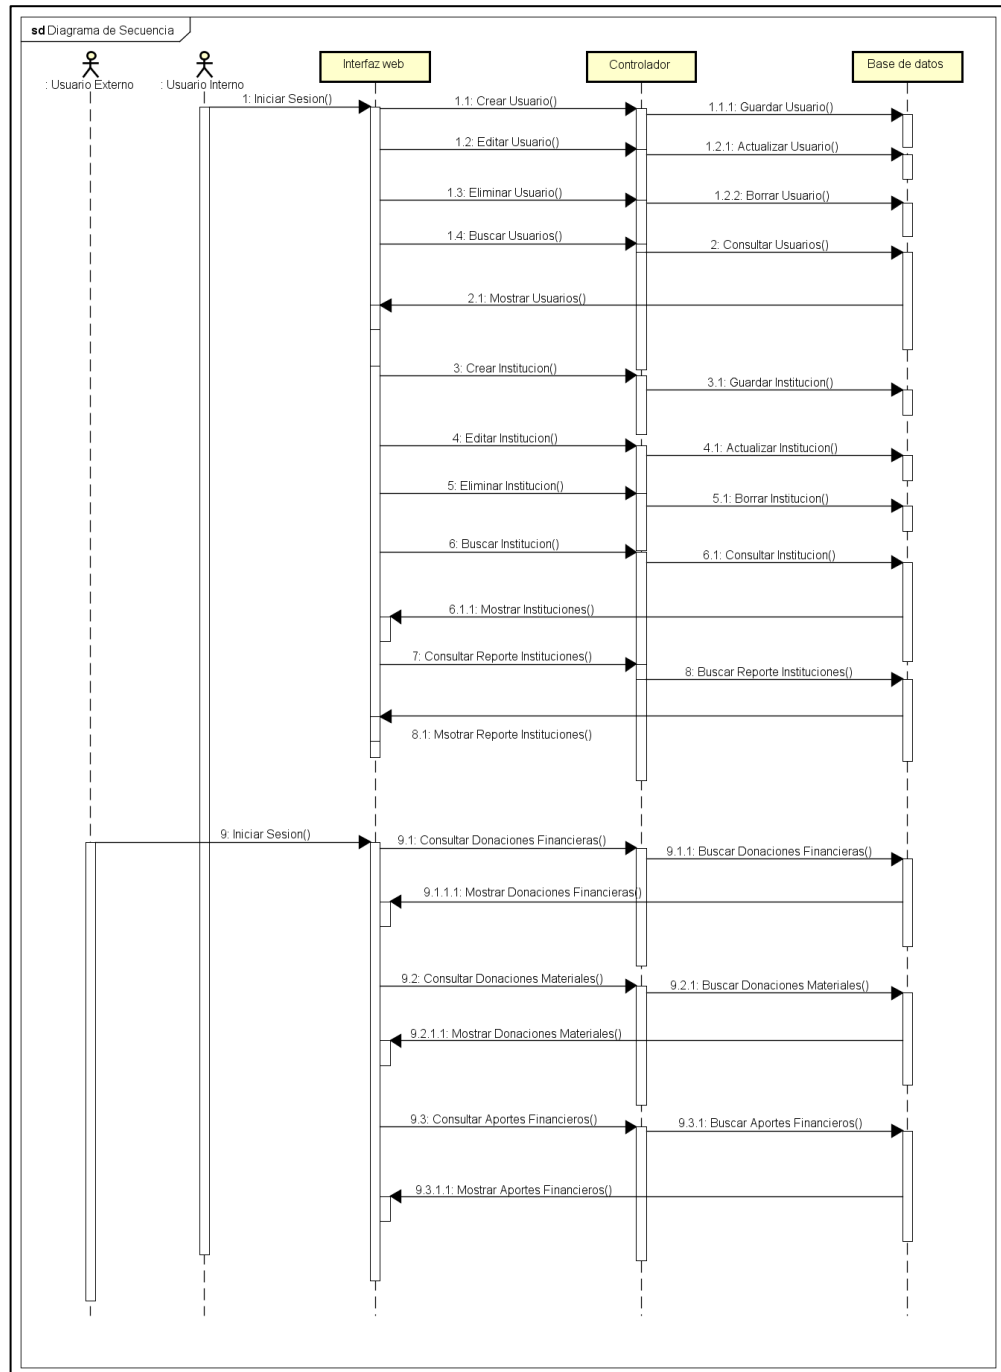 sd Diagrama de Secuencia
: Usuario Externo
: Usuario Interno
Interfaz web
Controlador
Base de datos
1: Iniciar Sesion()
1.1: Crear Usuario()
1.1.1: Guardar Usuario()
1.2: Editar Usuario()
1.2.1: Actualizar Usuario()
1.3: Eliminar Usuario()
1.2.2: Borrar Usuario()
1.4: Buscar Usuarios()
2: Consultar Usuarios()
2.1: Mostrar Usuarios()
3: Crear Institucion()
3.1: Guardar Institucion()
4: Editar Institucion()
4.1: Actualizar Institucion()
5: Eliminar Institucion()
5.1: Borrar Institucion()
6: Buscar Institucion()
6.1: Consultar Institucion()
6.1.1: Mostrar Instituciones()
7: Consultar Reporte Instituciones()
8: Buscar Reporte Instituciones()
8.1: Msotrar Reporte Instituciones()
9: Iniciar Sesion()
9.1: Consultar Donaciones Financieras()
9.1.1: Buscar Donaciones Financieras()
9.1.1.1: Mostrar Donaciones Financieras()
9.2: Consultar Donaciones Materiales()
9.2.1: Buscar Donaciones Materiales()
9.2.1.1: Mostrar Donaciones Materiales()
9.3: Consultar Aportes Financieros()
9.3.1: Buscar Aportes Financieros()
9.3.1.1: Mostrar Aportes Financieros()